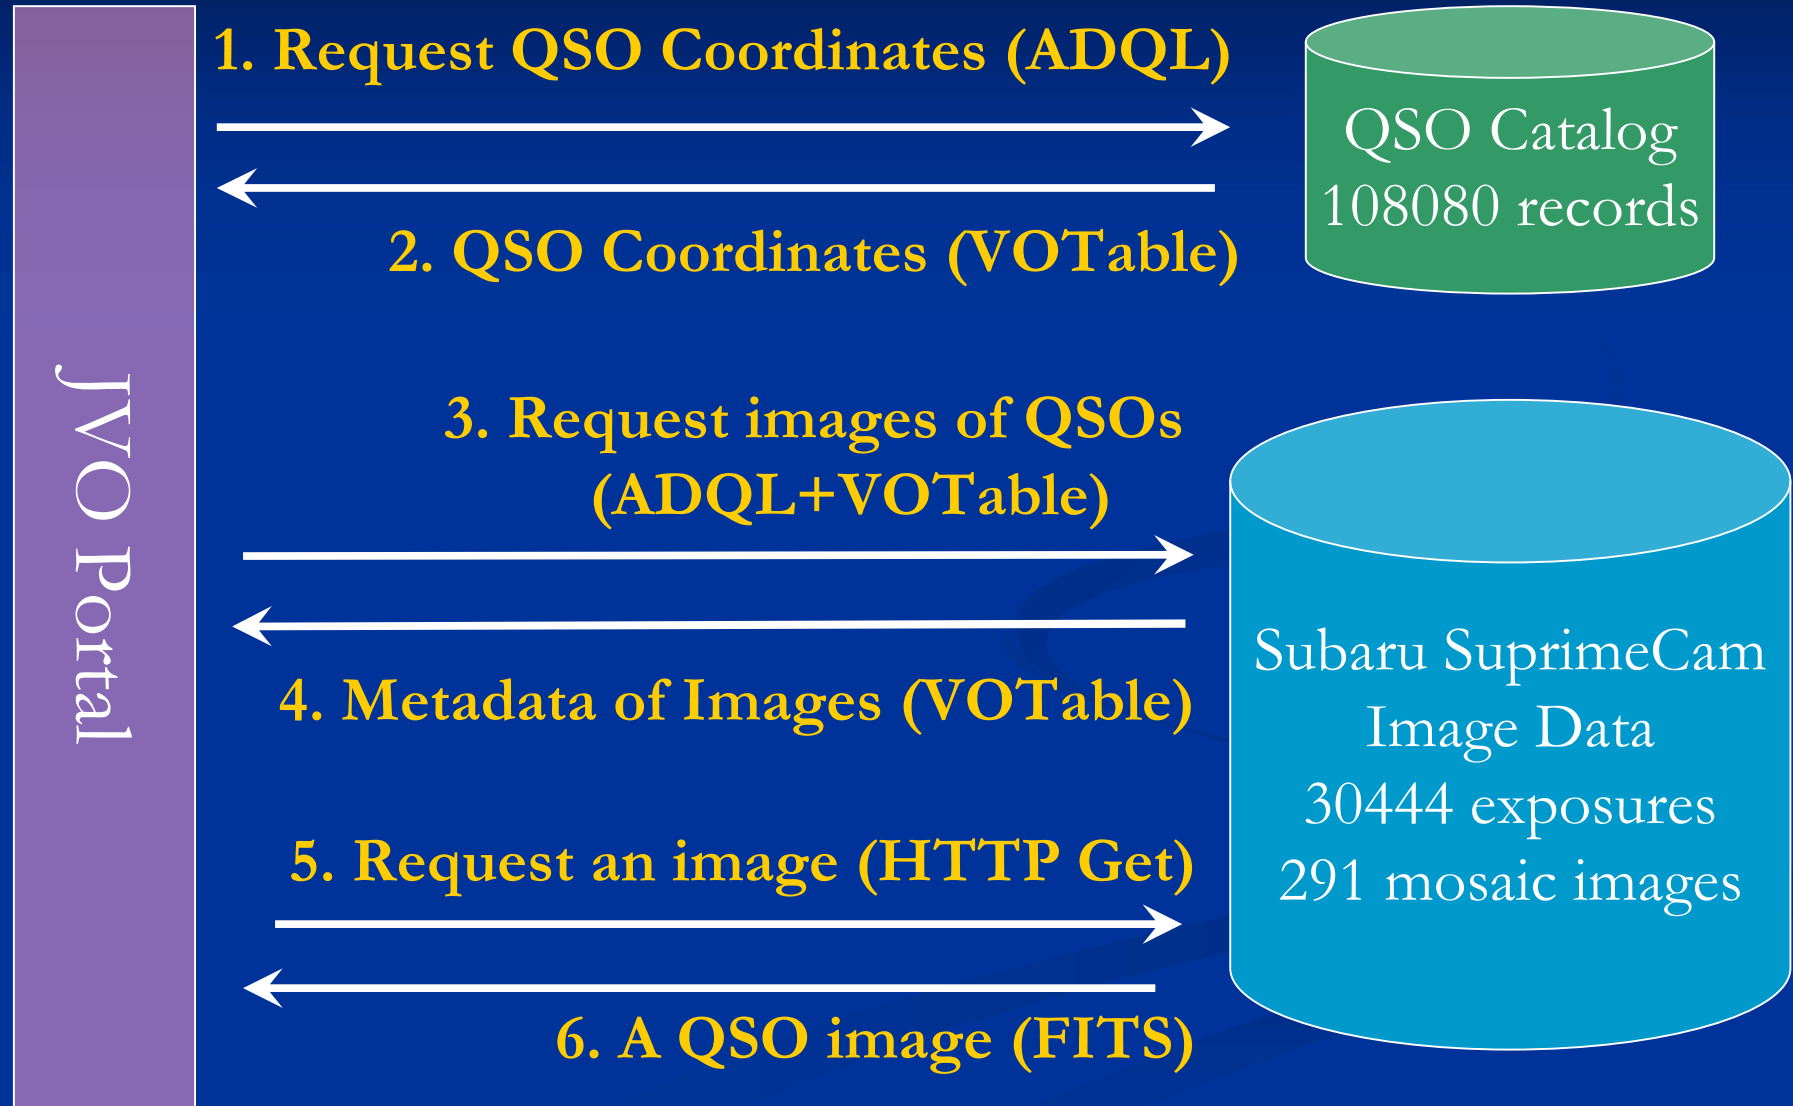 JVO Portal
1. Request QSO Coordinates (ADQL)
2. QSO Coordinates (VOTable)
QSO Catalog
108080 records
3. Request images of QSOs
(ADQL+VOTable)
4. Metadata of Images (VOTable)
5. Request an image (HTTP Get)
6. A QSO image (FITS)
Subaru SuprimeCam
Image Data
30444 exposures
291 mosaic images